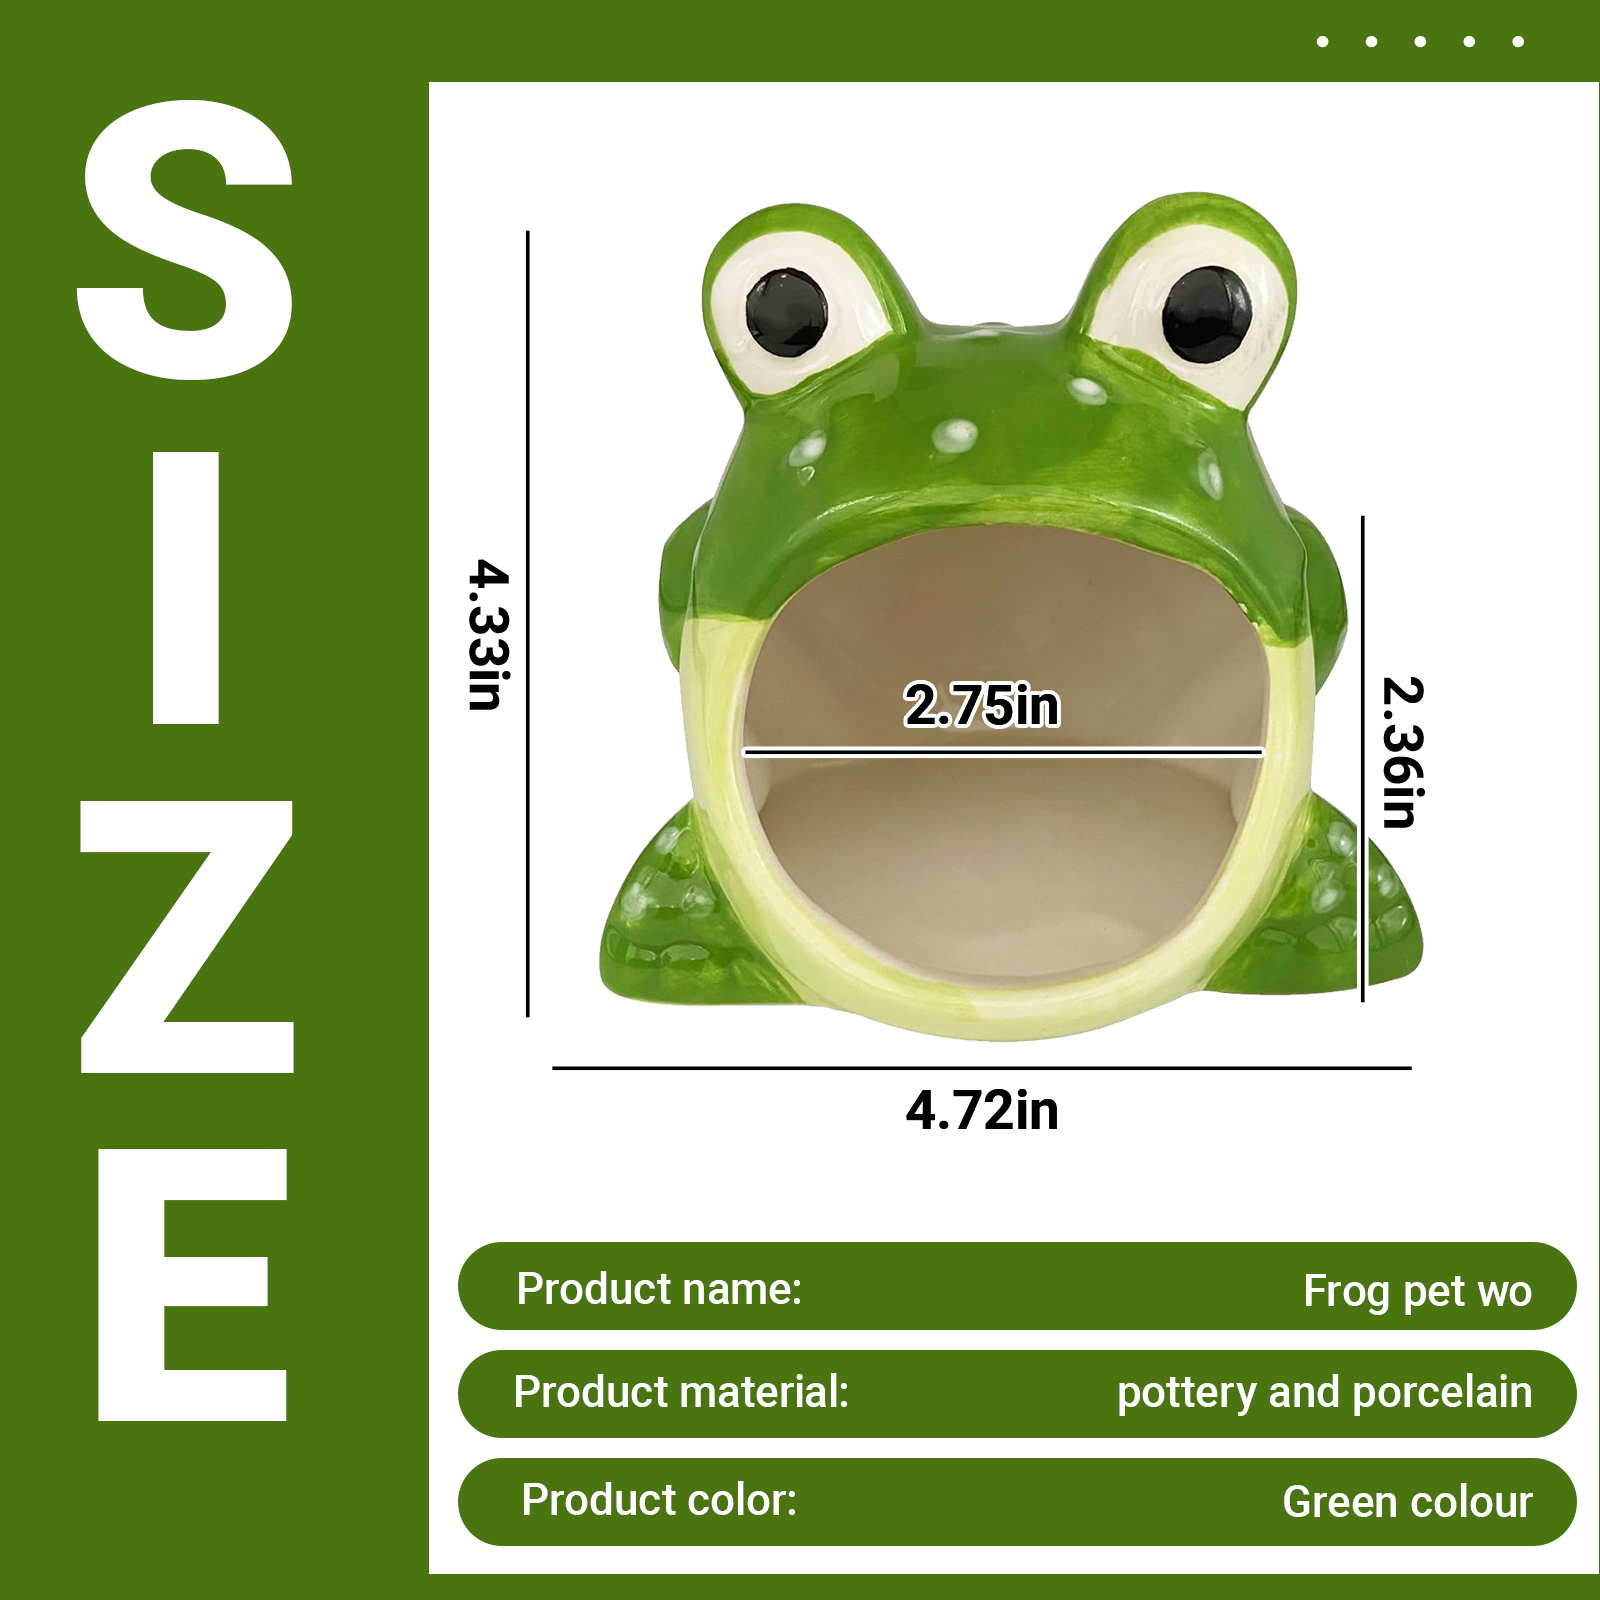 SIZE
4.33in
2.75in
2.36in
4.72in
Product name: Frog pet wo
Product material: pottery and porcelain
Product color: Green colour